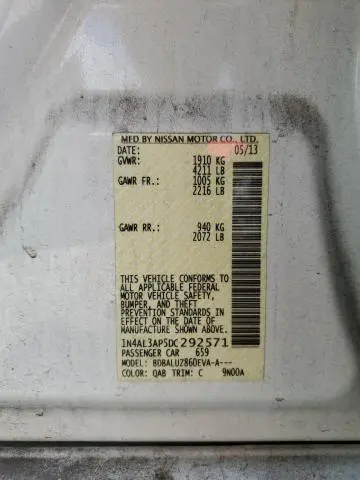 MFD BY NISSAN MOTOR CO., LTD.
DATE: 05/13
GVWR: 1910 KG
4211 LB
GAWR FR.: 1005 KG
2216 LB
GAWR RR.: 940 KG
2072 LB
THIS VEHICLE CONFORMS TO
ALL APPLICABLE FEDERAL
MOTOR VEHICLE SAFETY,
BUMPER, AND THEFT
PREVENTION STANDARDS IN
EFFECT ON THE DATE OF
MANUFACTURE SHOWN ABOVE.
1N4AL3AP5DC292571
PASSENGER CAR 659
MODEL: BDBALUZ860EVA-A---
COLOR: QAB TRIM: C 9N00A